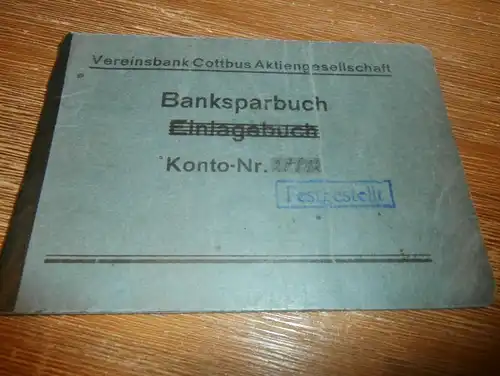 Vereinsbank Cottbus Aktiengesellschaft
Banksparbuch
Einlagebuch
Konto-Nr.
Festgestellt